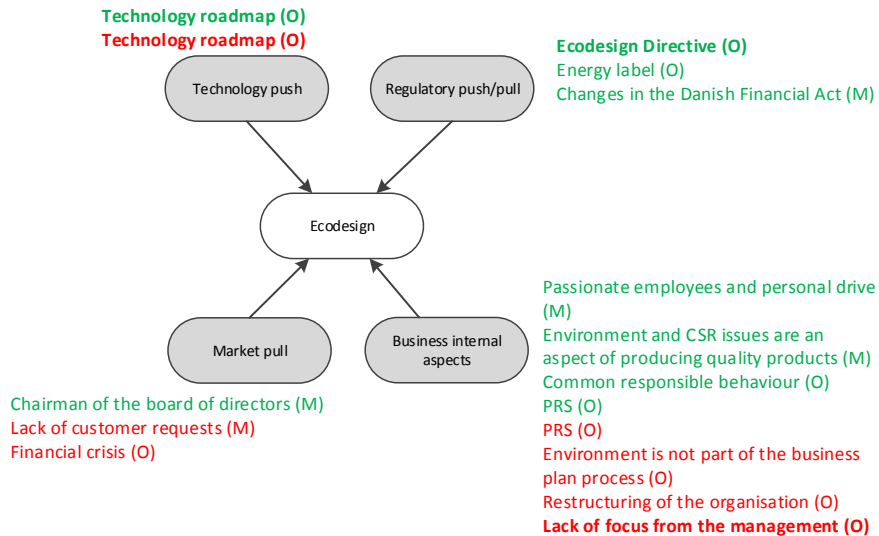 Technology roadmap (O)
Technology roadmap (O)
Technology push
Regulatory push/pull
Ecodesign Directive (O)
Energy label (O)
Changes in the Danish Financial Act (M)
Ecodesign
Market pull
Business internal
aspects
Chairman of the board of directors (M)
Lack of customer requests (M)
Financial crisis (O)
Passionate employees and personal drive
(M)
Environment and CSR issues are an
aspect of producing quality products (M)
Common responsible behaviour (O)
PRS (O)
PRS (O)
Environment is not part of the business
plan process (O)
Restructuring of the organisation (O)
Lack of focus from the management (O)